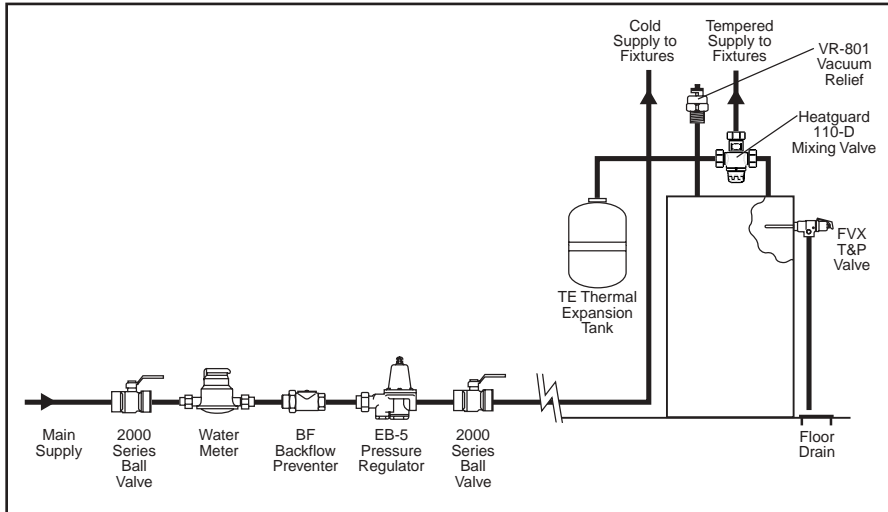 Cold
Supply to
Fixtures
Tempered
Supply to
Fixtures
VR-801
Vacuum
Relief
Heatguard
110-D
Mixing Valve
FVX
T&P
Valve
TE Thermal
Expansion
Tank
Main
Supply
2000
Series
Ball
Valve
Water
Meter
BF
Backflow
Preventer
EB-5
Pressure
Regulator
2000
Series
Ball
Valve
Floor
Drain